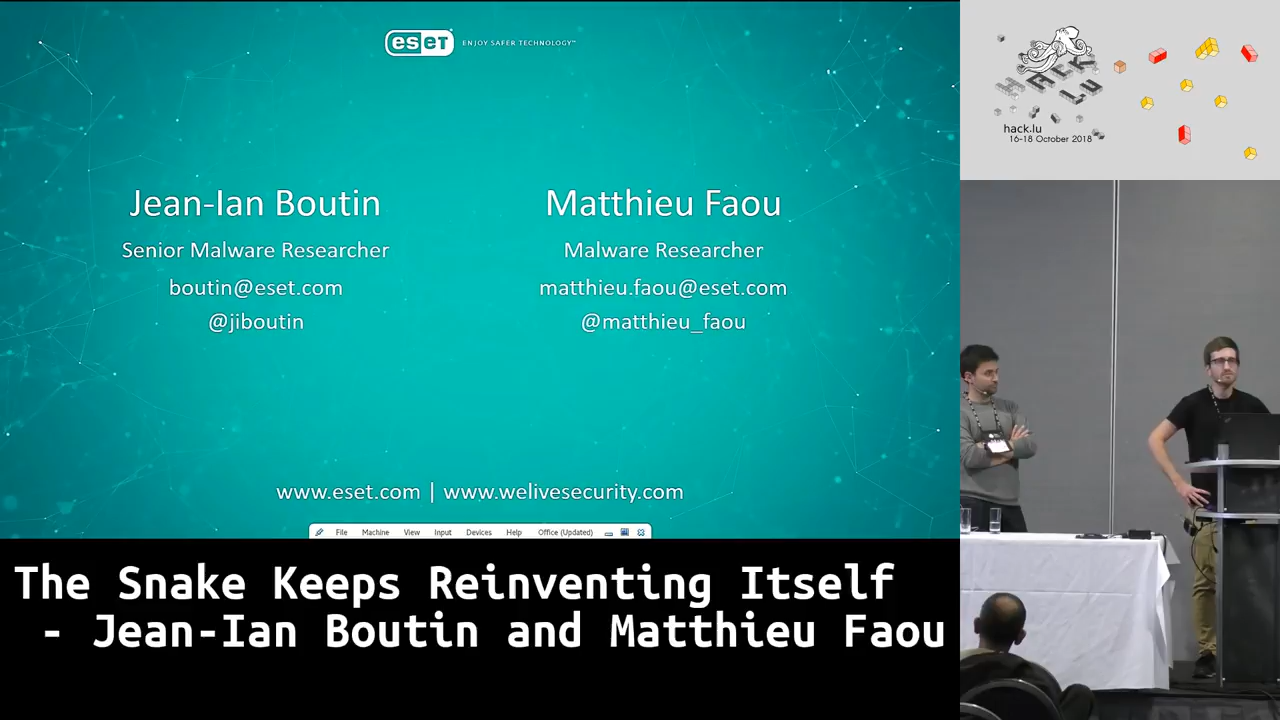 eseT ENJOY SAFER TECHNOLOGY™
HACK
LU
hack.lu
16-18 October 2018
Jean-Ian Boutin
Senior Malware Researcher
boutin@eset.com
@jiboutin
Matthieu Faou
Malware Researcher
matthieu.faou@eset.com
@matthieu_faou
www.eset.com | www.welivesecurity.com
File Machine View Input Devices Help Office (Updated)
The Snake Keeps Reinventing Itself
- Jean-Ian Boutin and Matthieu Faou